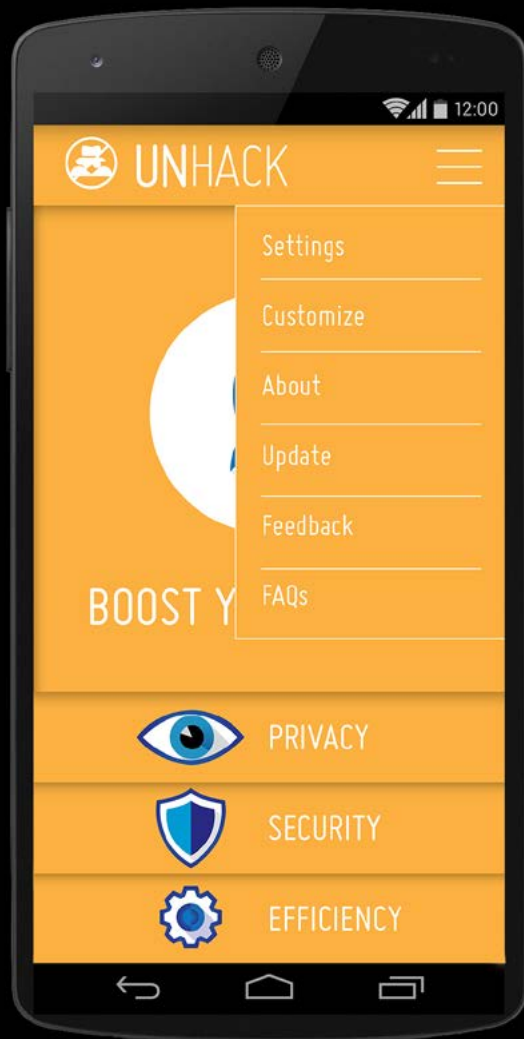 12:00
UNHACK
Settings
Customize
About
Update
Feedback
FAQs
BOOST Y
PRIVACY
SECURITY
EFFICIENCY